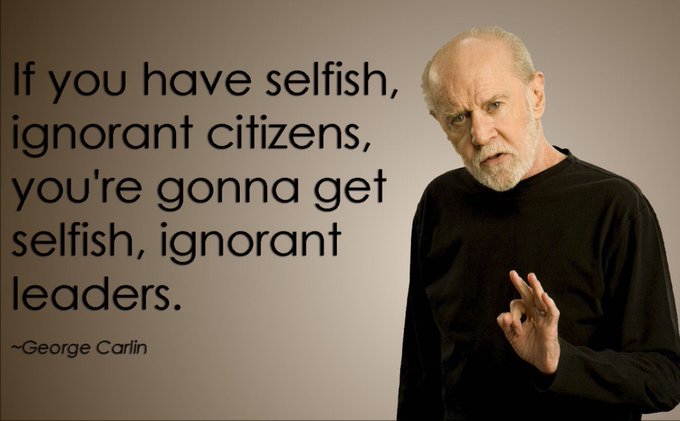 If you have selfish,
ignorant citizens,
you're gonna get
selfish, ignorant
leaders.
~George Carlin